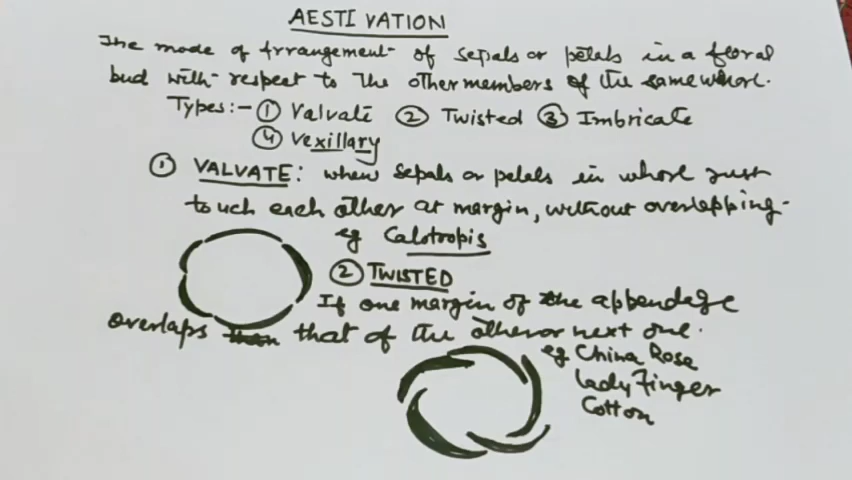 AESTIVATION
The mode of Arrangement of sepals or petals in a floral
bud with respect to the other members of the same whorl.
Types:- ① Valvate ② Twisted ③ Imbricate
④ Vexillary
① VALVATE: when sepals or petals in whorl just
touch each other at margin, without overlapping.
eg Calotropis
② TWISTED
If one margin of the appendage
overlaps that of the other or next one.
eg China Rose
Lady Finger
Cotton